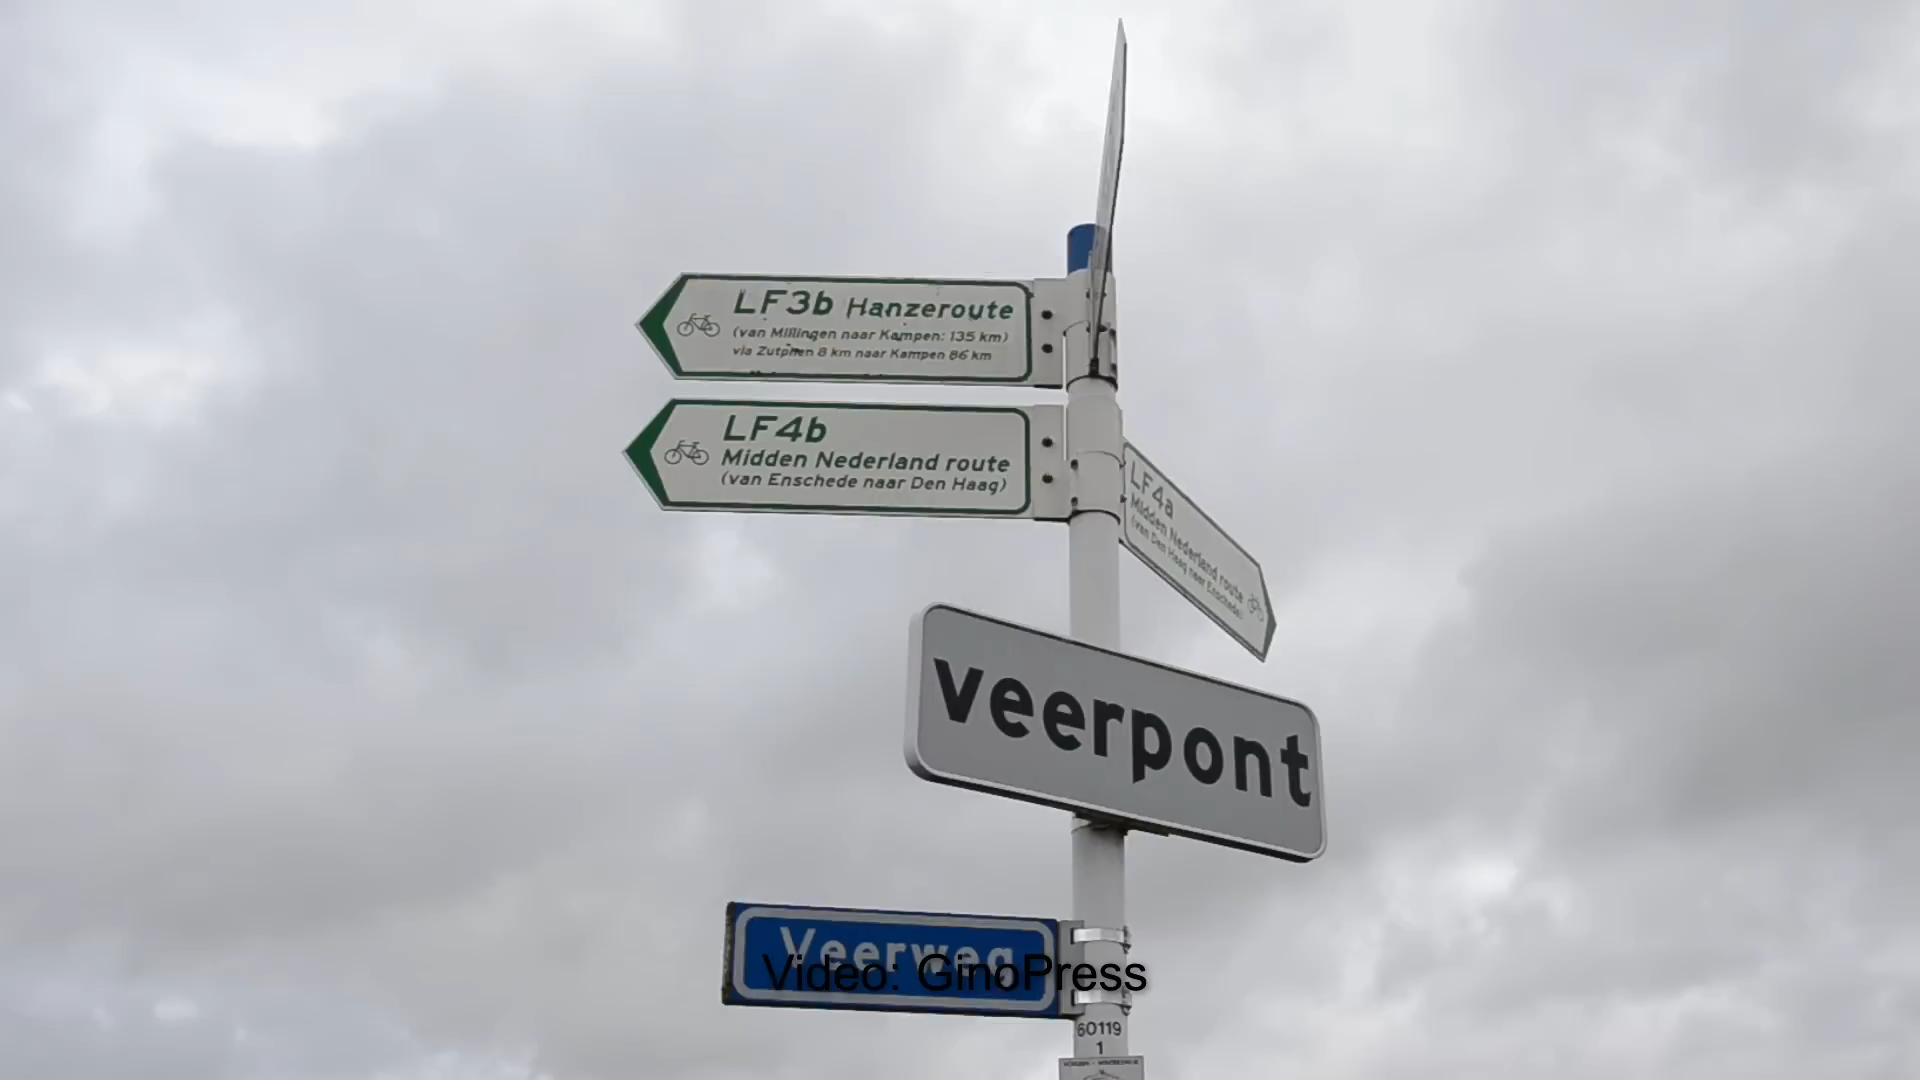 LF3b Hanzeroute
(van Millingen naar Kampen: 135 km)
via Zutphen 8 km naar Kampen 86 km
LF4b
Midden Nederland route
(van Enschede naar Den Haag)
LF4a
Midden Nederland route
(van Den Haag naar Enschede)
veerpont
Veerweg
Video: GinoPress
60119
1